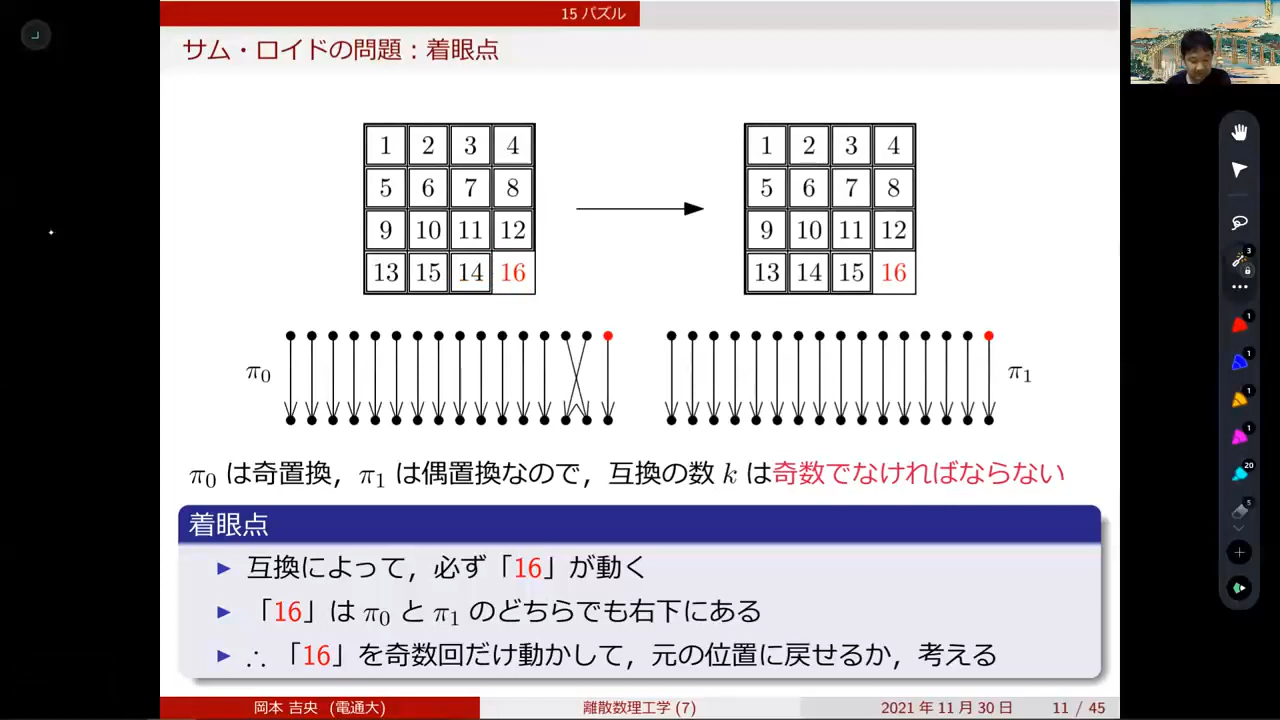 15 パズル
サム・ロイドの問題：着眼点
1 2 3 4
5 6 7 8
9 10 11 12
13 15 14 16
1 2 3 4
5 6 7 8
9 10 11 12
13 14 15 16
π0
π1
π0 は奇置換，π1 は偶置換なので，互換の数 k は奇数でなければならない
着眼点
▶ 互換によって，必ず「16」が動く
▶ 「16」は π0 と π1 のどちらでも右下にある
▶ ∴ 「16」を奇数回だけ動かして，元の位置に戻せるか，考える
岡本 吉央 (電通大)
離散数理工学 (7)
2021 年 11 月 30 日
11 / 45
3
1
1
1
1
20
5